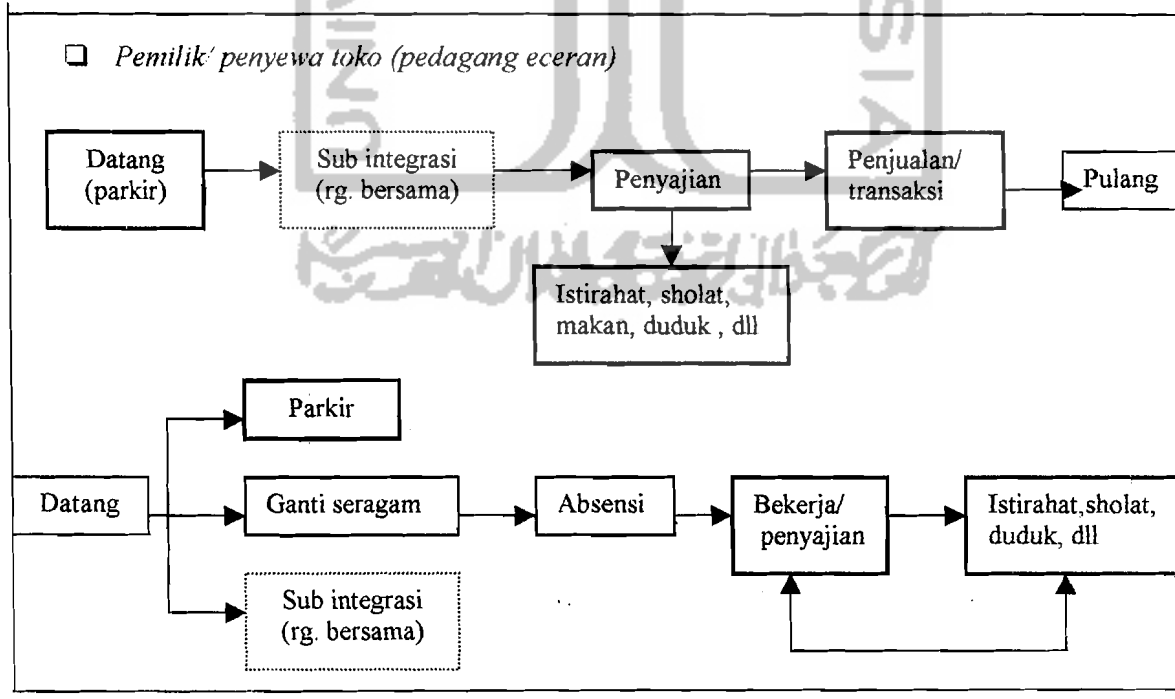 Pemilik/ penyewa toko (pedagang eceran)
Datang
(parkir)
Sub integrasi
(rg. bersama)
Penyajian
Penjualan/
transaksi
Pulang
Istirahat, sholat,
makan, duduk , dll
Parkir
Datang
Ganti seragam
Absensi
Bekerja/
penyajian
Istirahat,sholat,
duduk, dll
Sub integrasi
(rg. bersama)